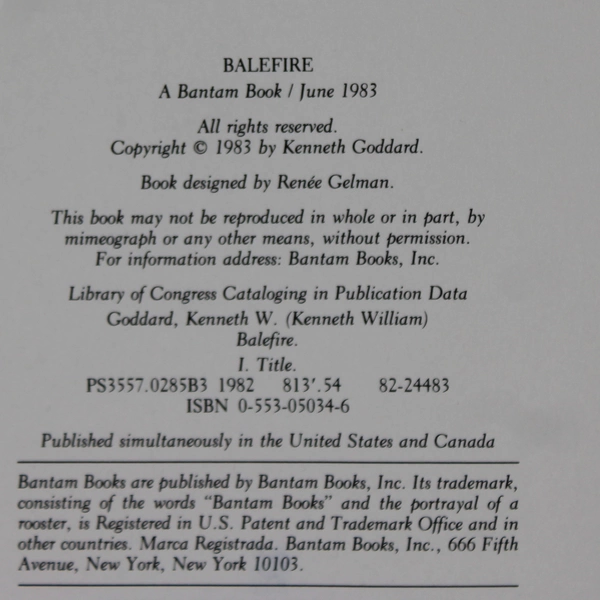 BALEFIRE
A Bantam Book / June 1983
All rights reserved.
Copyright © 1983 by Kenneth Goddard.
Book designed by Renée Gelman.
This book may not be reproduced in whole or in part, by
mimeograph or any other means, without permission.
For information address: Bantam Books, Inc.
Library of Congress Cataloging in Publication Data
Goddard, Kenneth W. (Kenneth William)
Balefire.
I. Title.
PS3557.0285B3 1982 813'.54 82-24483
ISBN 0-553-05034-6
Published simultaneously in the United States and Canada
Bantam Books are published by Bantam Books, Inc. Its trademark,
consisting of the words "Bantam Books" and the portrayal of a
rooster, is Registered in U.S. Patent and Trademark Office and in
other countries. Marca Registrada. Bantam Books, Inc., 666 Fifth
Avenue, New York, New York 10103.